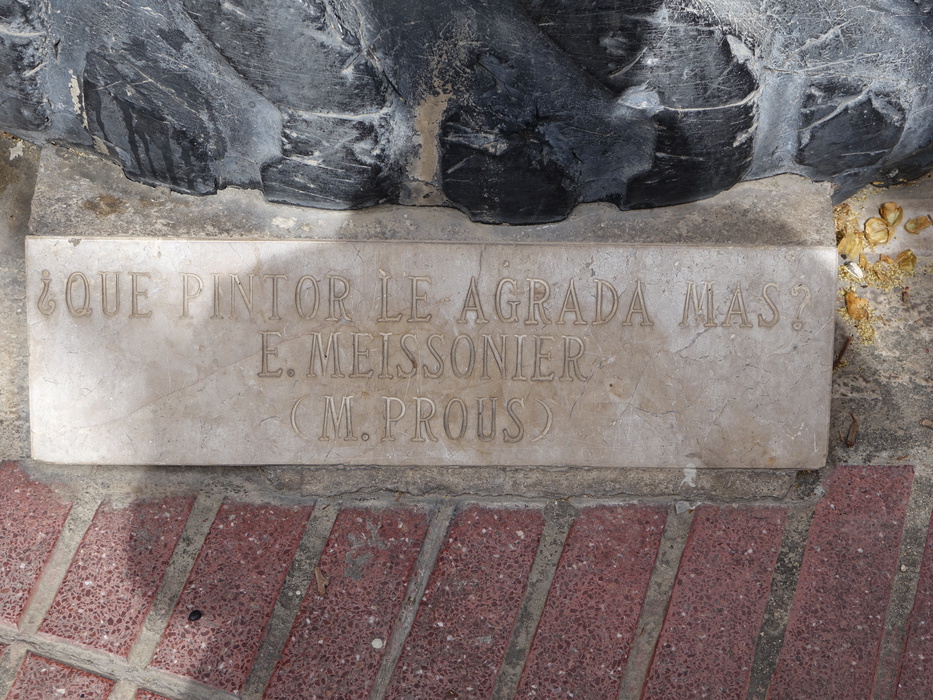 ¿QUE PINTOR LE AGRADA MAS?
E. MEISSONIER
(M. PROUS)